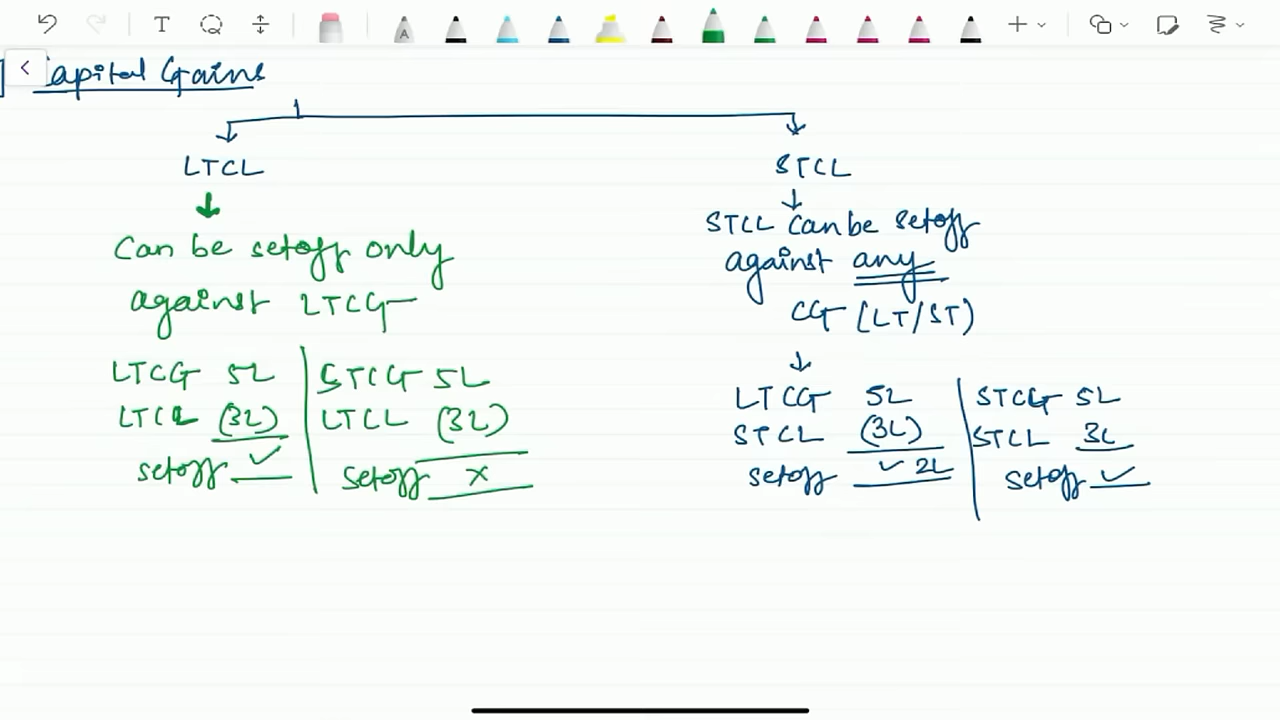 Capital Gains
LTCL
Can be setoff only
against LTCG
LTCG 5L
LTCL (3L)
setoff ✓
STCG 5L
LTCL (3L)
setoff x
STCL
STCL can be setoff
against any
CG (LT/ST)
LTCG 5L
STCL (3L)
setoff ✓ 2L
STCG 5L
STCL 3L
setoff ✓